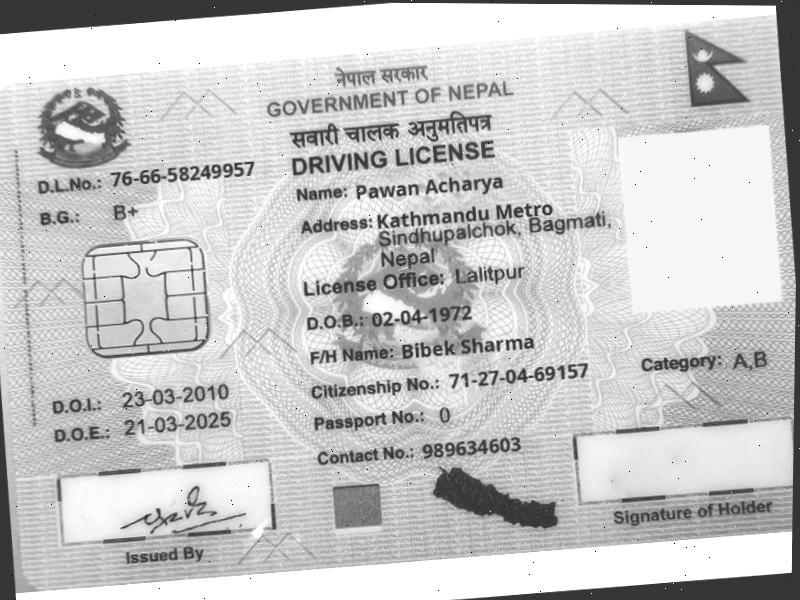 नेपाल सरकार
GOVERNMENT OF NEPAL
सवारी चालक अनुमतिपत्र
DRIVING LICENSE
D.L.No.: 76-66-58249957
B.G.: B+
Name: Pawan Acharya
Address: Kathmandu Metro
Sindhupalchok, Bagmati,
Nepal
License Office: Lalitpur
D.O.B.: 02-04-1972
F/H Name: Bibek Sharma
Citizenship No.: 71-27-04-69157
Category: A,B
D.O.I.: 23-03-2010
Passport No.: 0
D.O.E.: 21-03-2025
Contact No.: 989634603
Issued By
Signature of Holder